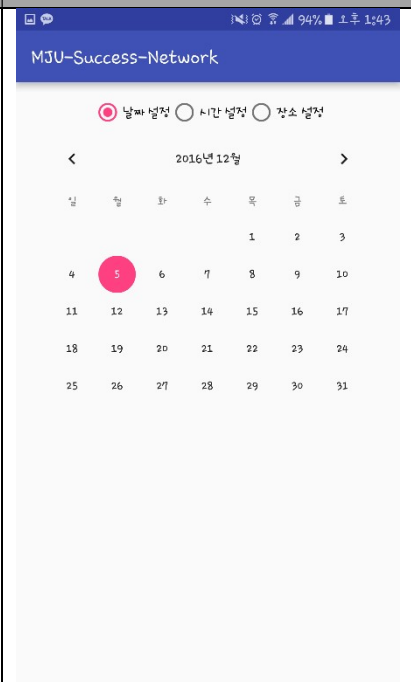 94% 오후 1:43
MJU-Success-Network
날짜 설정 시간 설정 장소 설정
2016년 12월
일 월 화 수 목 금 토
1 2 3
4 5 6 7 8 9 10
11 12 13 14 15 16 17
18 19 20 21 22 23 24
25 26 27 28 29 30 31